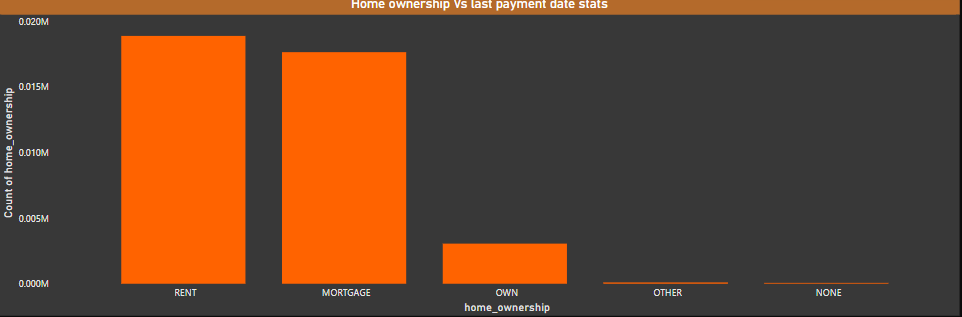 Home ownership Vs last payment date stats
0.020M
0.015M
0.010M
0.005M
0.000M
Count of home_ownership
RENT MORTGAGE OWN OTHER NONE
home_ownership